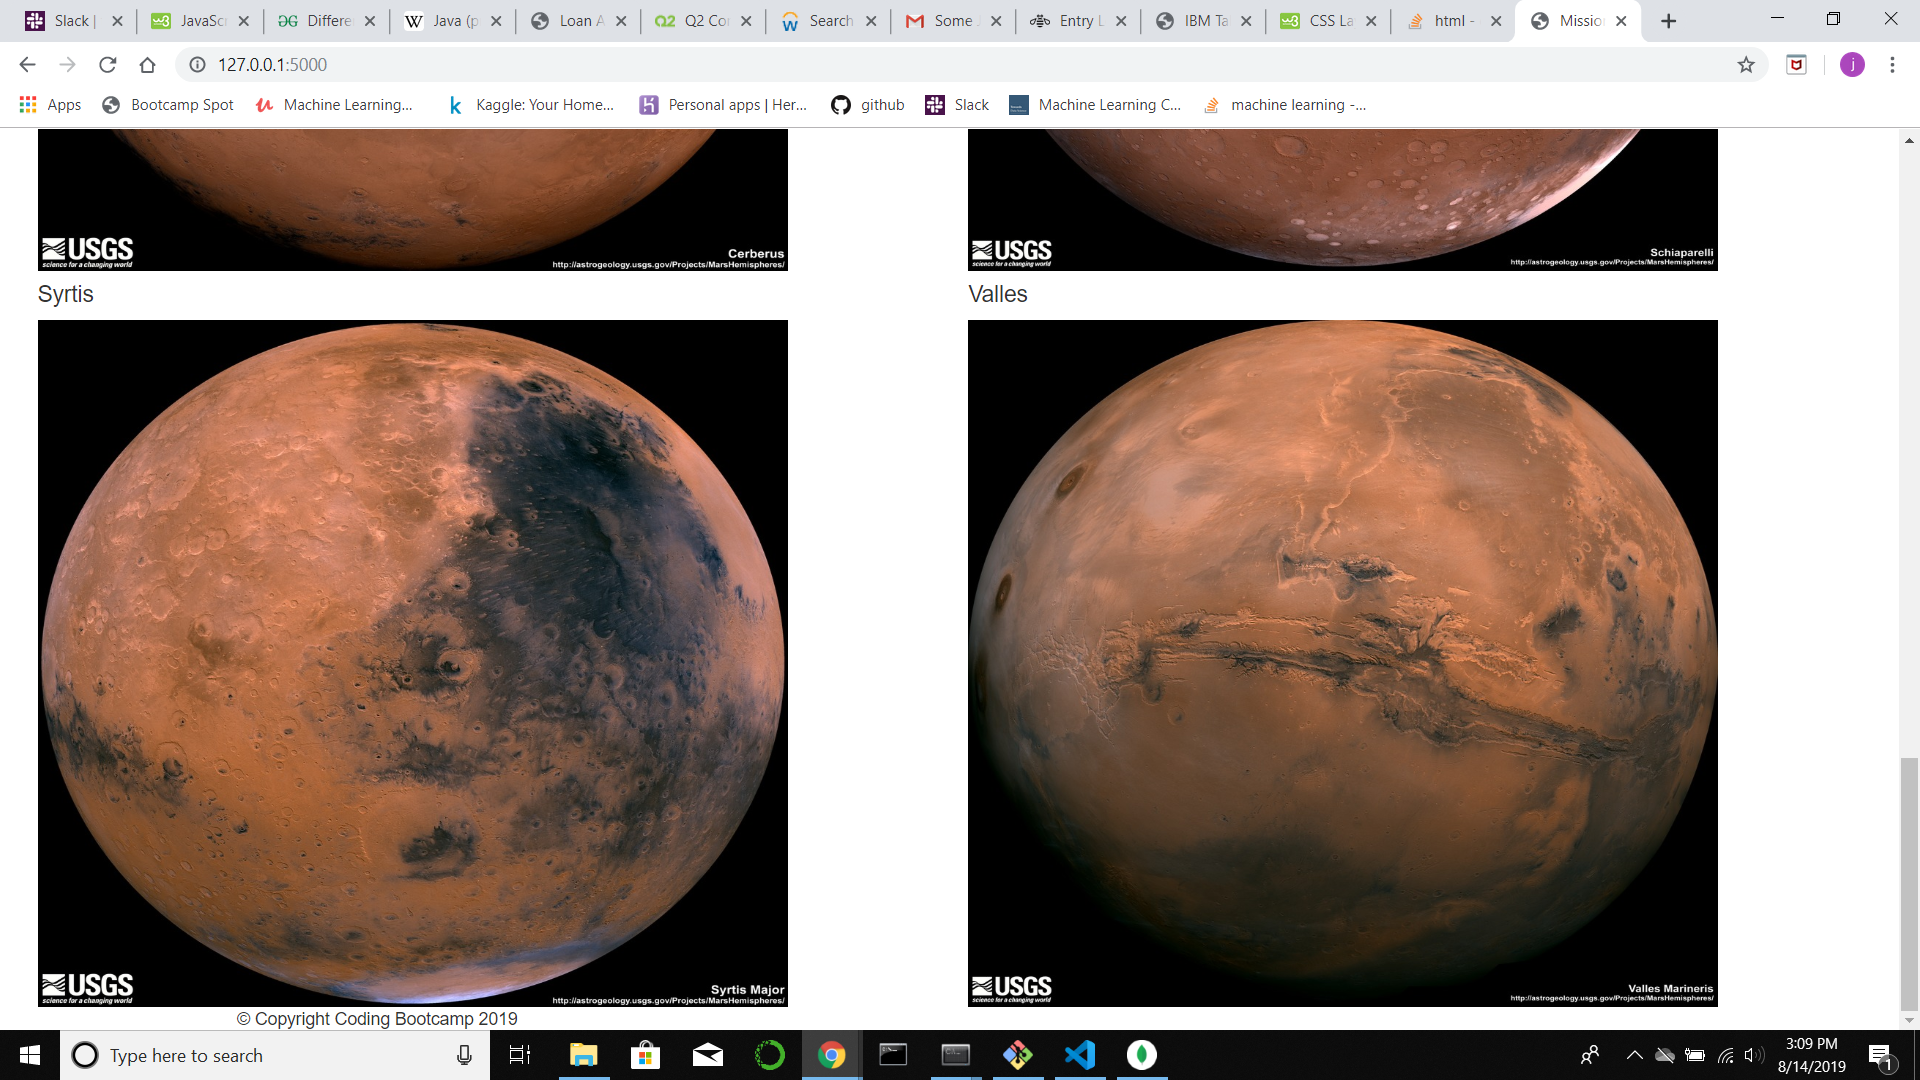 Slack |
JavaScr
Differe
Java (p
Loan A
Q2 Co
Search
Some
Entry L
IBM Ta
CSS La
html -
Missio
127.0.0.1:5000
Apps
Bootcamp Spot
Machine Learning...
Kaggle: Your Home...
Personal apps | Her...
github
Slack
Machine Learning C...
machine learning -...
USGS
science for a changing world
Cerberus
http://astrogeology.usgs.gov/Projects/MarsHemispheres/
USGS
science for a changing world
Schiaparelli
http://astrogeology.usgs.gov/Projects/MarsHemispheres/
Syrtis
Valles
USGS
science for a changing world
Syrtis Major
http://astrogeology.usgs.gov/Projects/MarsHemispheres/
USGS
science for a changing world
Valles Marineris
http://astrogeology.usgs.gov/Projects/MarsHemispheres/
© Copyright Coding Bootcamp 2019
Type here to search
3:09 PM
8/14/2019
1